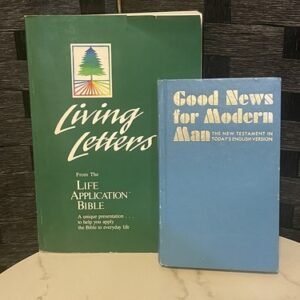 Living
Letters
From The
LIFE
APPLICATION™
BIBLE
A unique presentation . . .
to help you apply
the Bible to everyday life
Good News
for Modern
Man THE NEW TESTAMENT IN
TODAY'S ENGLISH VERSION